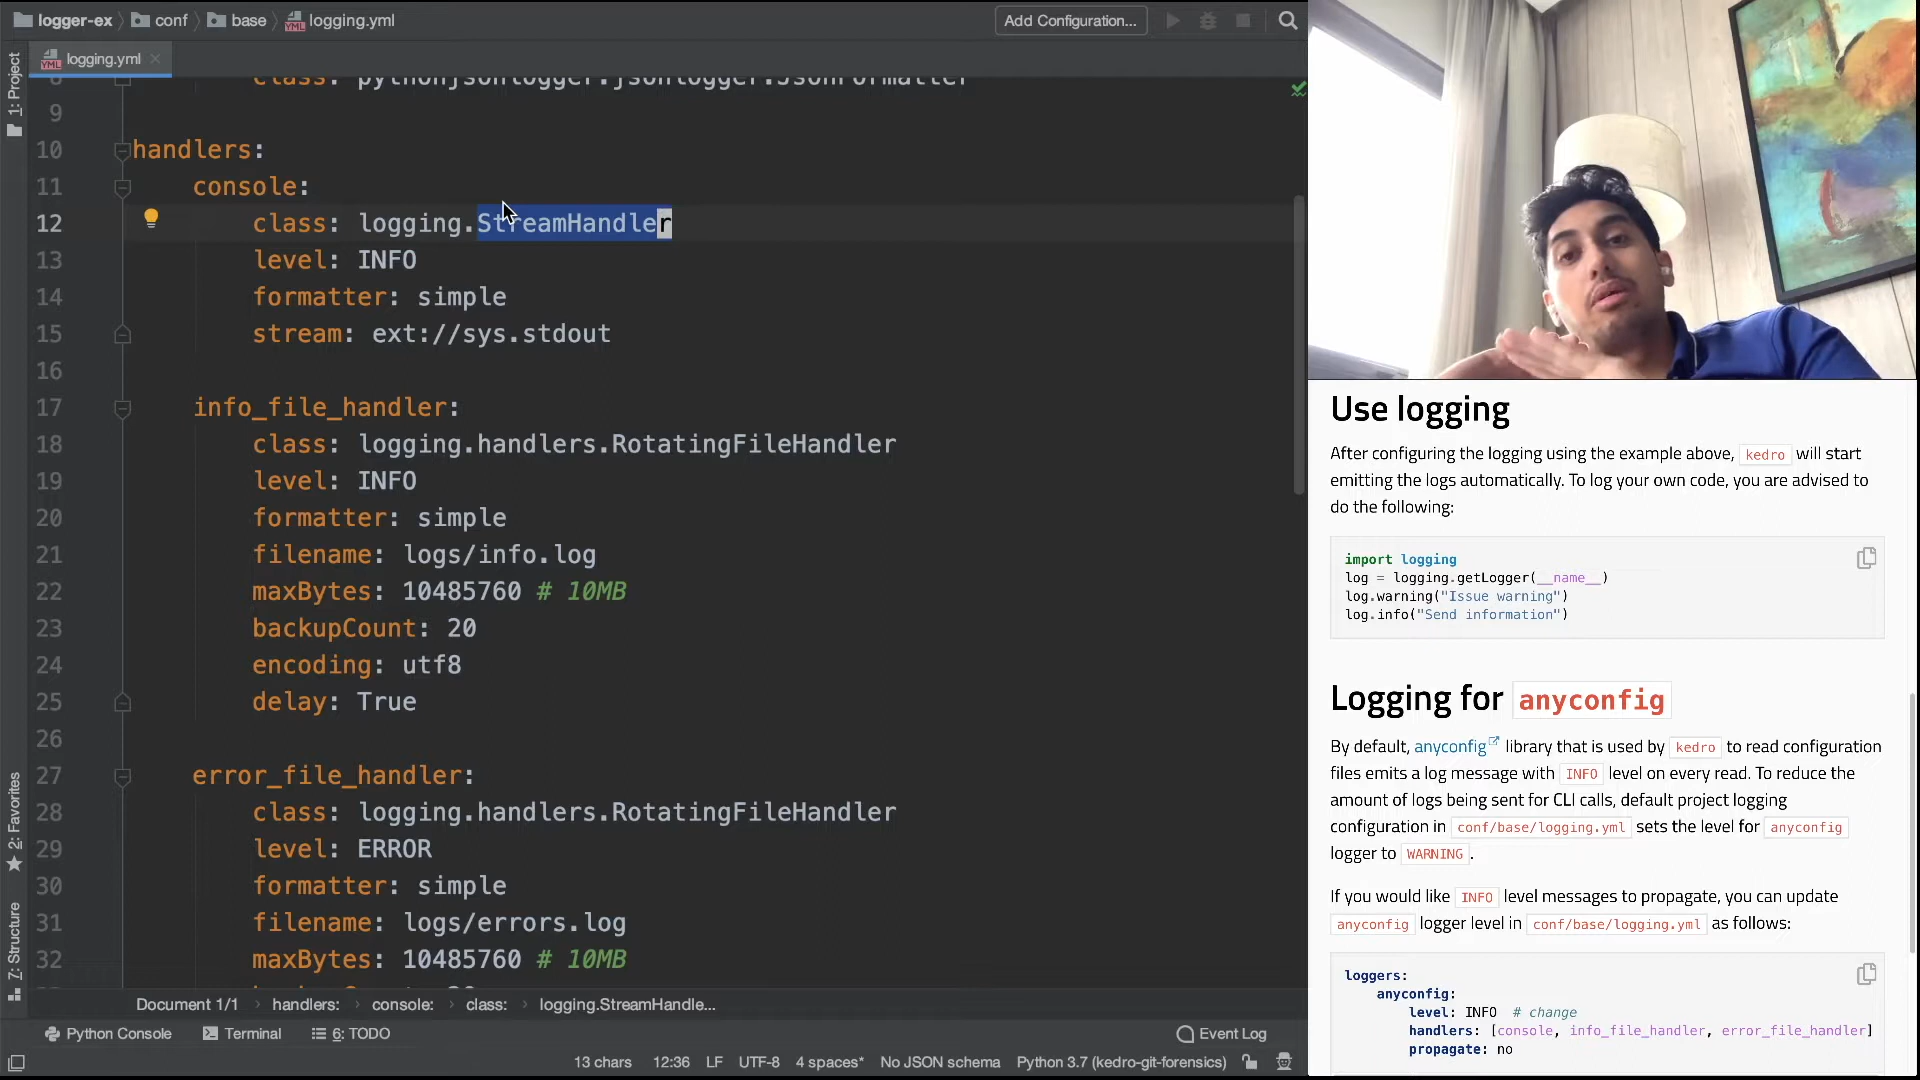 logger-ex
conf
base
logging.yml
Add Configuration...
logging.yml
1: Project
2: Favorites
7: Structure
8 class: pythonjsonlogger.jsonlogger.JsonFormatter
9
10 handlers:
11 console:
12 class: logging.StreamHandler
13 level: INFO
14 formatter: simple
15 stream: ext://sys.stdout
16
17 info_file_handler:
18 class: logging.handlers.RotatingFileHandler
19 level: INFO
20 formatter: simple
21 filename: logs/info.log
22 maxBytes: 10485760 # 10MB
23 backupCount: 20
24 encoding: utf8
25 delay: True
26
27 error_file_handler:
28 class: logging.handlers.RotatingFileHandler
29 level: ERROR
30 formatter: simple
31 filename: logs/errors.log
32 maxBytes: 10485760 # 10MB
Document 1/1 handlers: console: class: logging.StreamHandle...
Python Console Terminal 6: TODO Event Log
13 chars 12:36 LF UTF-8 4 spaces* No JSON schema Python 3.7 (kedro-git-forensics)
Use logging
After configuring the logging using the example above, kedro will start
emitting the logs automatically. To log your own code, you are advised to
do the following:
import logging
log = logging.getLogger(__name__)
log.warning("Issue warning")
log.info("Send information")
Logging for anyconfig
By default, anyconfig library that is used by kedro to read configuration
files emits a log message with INFO level on every read. To reduce the
amount of logs being sent for CLI calls, default project logging
configuration in conf/base/logging.yml sets the level for anyconfig
logger to WARNING.
If you would like INFO level messages to propagate, you can update
anyconfig logger level in conf/base/logging.yml as follows:
loggers:
anyconfig:
level: INFO # change
handlers: [console, info_file_handler, error_file_handler]
propagate: no